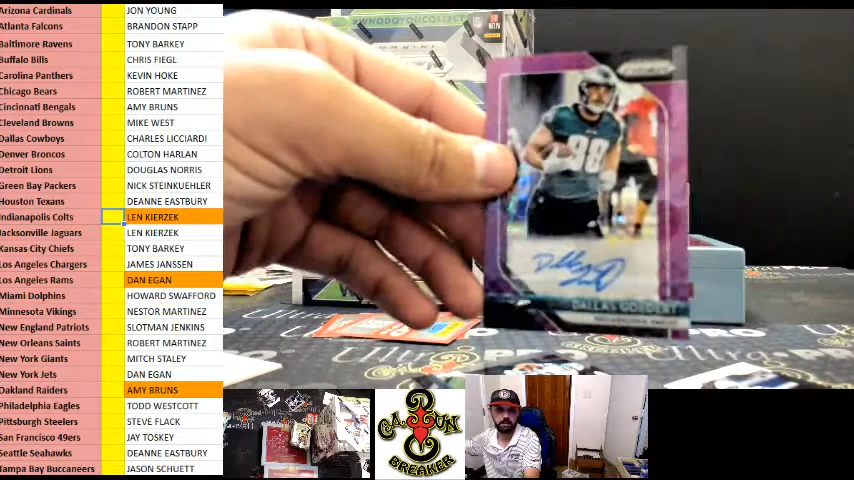 Arizona Cardinals JON YOUNG
Atlanta Falcons BRANDON STAPP
Baltimore Ravens TONY BARKEY
Buffalo Bills CHRIS FIEGL
Carolina Panthers KEVIN HOKE
Chicago Bears ROBERT MARTINEZ
Cincinnati Bengals AMY BRUNS
Cleveland Browns MIKE WEST
Dallas Cowboys CHARLES LICCIARDI
Denver Broncos COLTON HARLAN
Detroit Lions DOUGLAS NORRIS
Green Bay Packers NICK STEINKUEHLER
Houston Texans DEANNE EASTBURY
Indianapolis Colts LEN KIERZEK
Jacksonville Jaguars LEN KIERZEK
Kansas City Chiefs TONY BARKEY
Los Angeles Chargers JAMES JANSSEN
Los Angeles Rams DAN EGAN
Miami Dolphins HOWARD SWAFFORD
Minnesota Vikings NESTOR MARTINEZ
New England Patriots SLOTMAN JENKINS
New Orleans Saints ROBERT MARTINEZ
New York Giants MITCH STALEY
New York Jets DAN EGAN
Oakland Raiders AMY BRUNS
Philadelphia Eagles TODD WESTCOTT
Pittsburgh Steelers STEVE FLACK
San Francisco 49ers JAY TOSKEY
Seattle Seahawks DEANNE EASTBURY
Tampa Bay Buccaneers JASON SCHUETT
#WHODOYOUCOLLECT
88
DALLAS GOEDERT
CAJUN
BREAKER